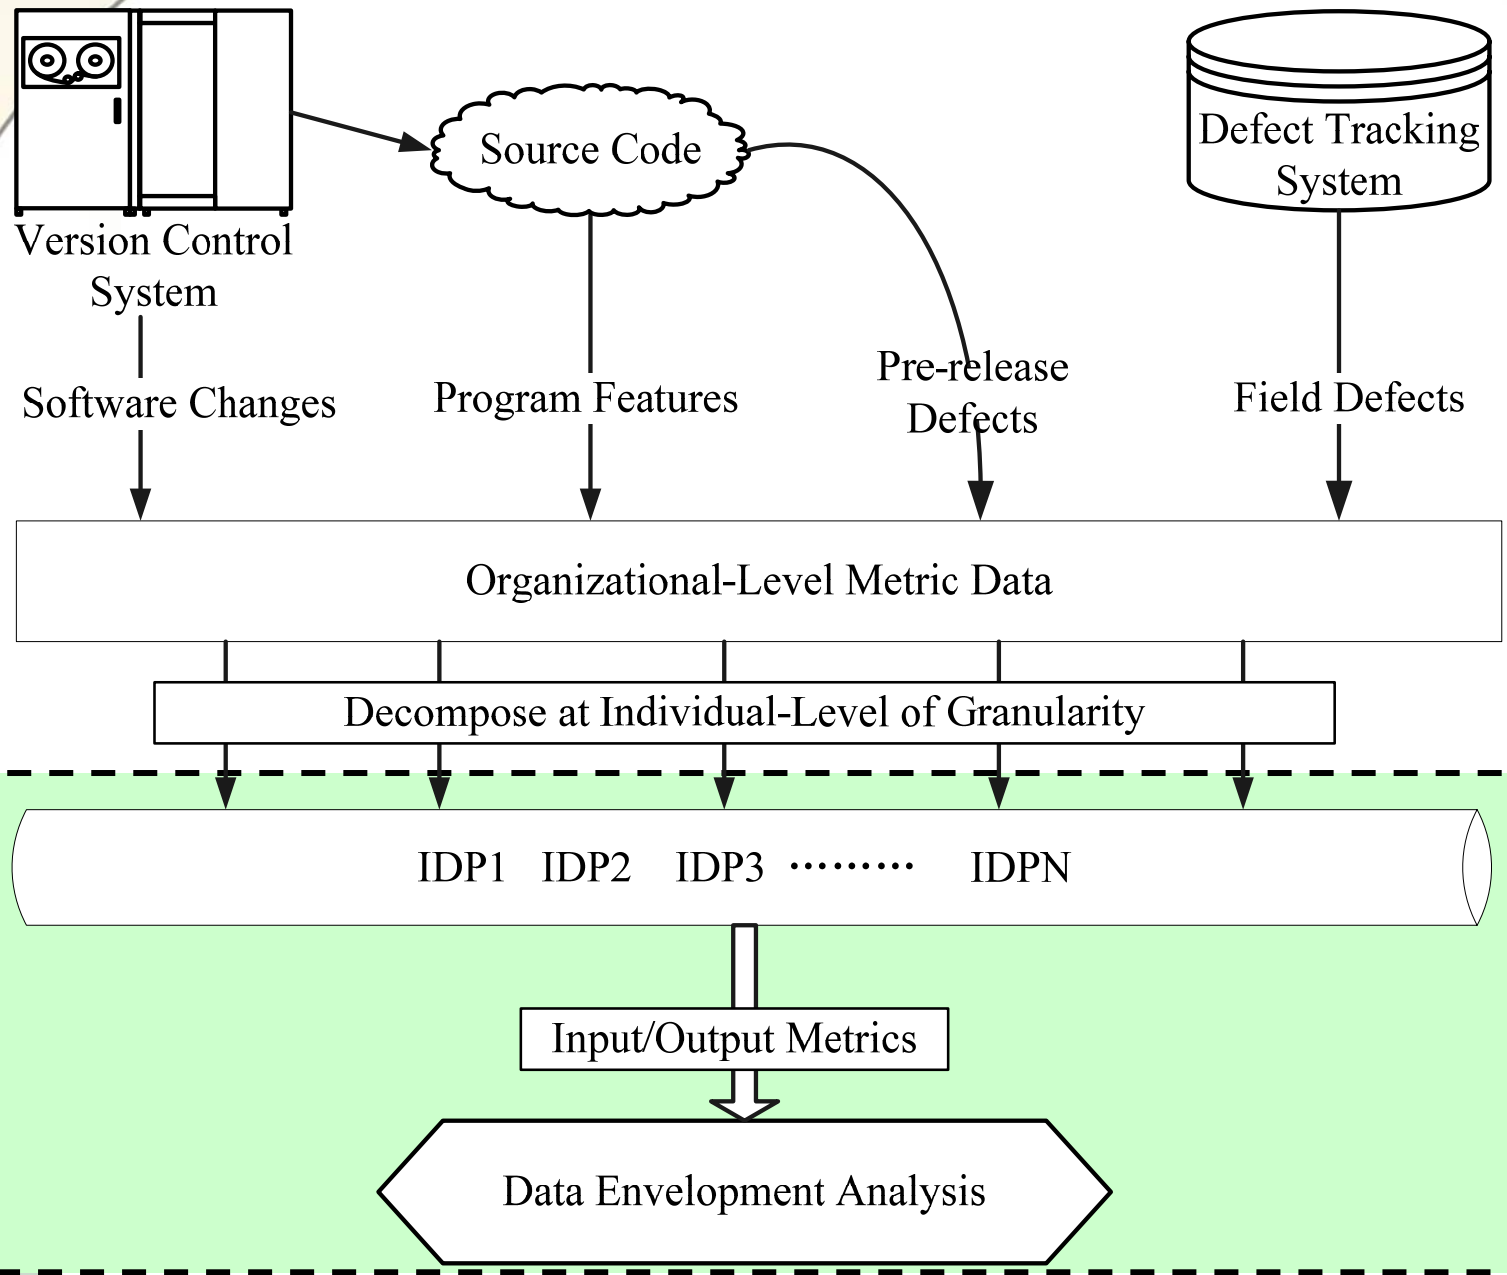 Source Code
Defect Tracking
System
Version Control
System
Software Changes
Program Features
Pre-release
Defects
Field Defects
Organizational-Level Metric Data
Decompose at Individual-Level of Granularity
IDP1 IDP2 IDP3 ⋯⋯⋯ IDPN
Input/Output Metrics
Data Envelopment Analysis